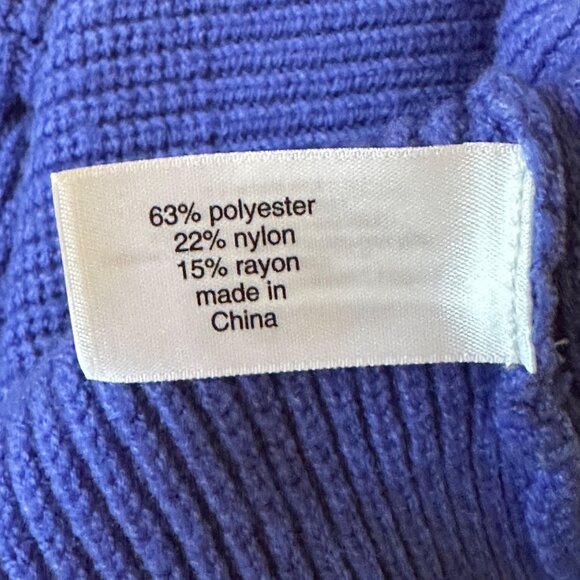 63% polyester
22% nylon
15% rayon
made in
China